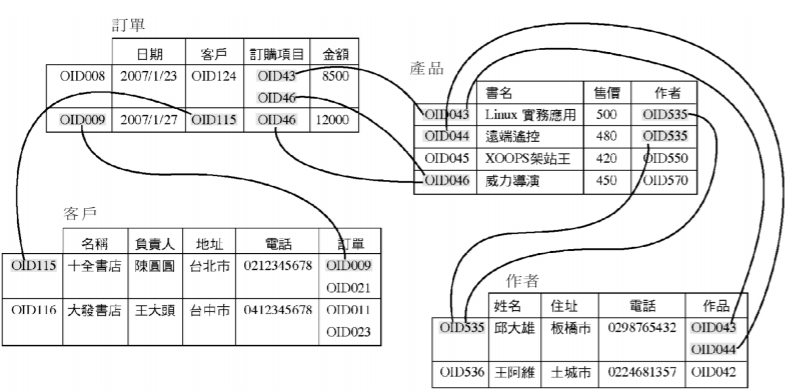 訂單
日期 客戶 訂購項目 金額
OID008 2007/1/23 OID124 OID43 8500
OID46
OID009 2007/1/27 OID115 OID46 12000
產品
書名 售價 作者
OID043 Linux 實務應用 500 OID535
OID044 遠端遙控 480 OID535
OID045 XOOPS架站王 420 OID550
OID046 威力導演 450 OID570
客戶
名稱 負責人 地址 電話 訂單
OID115 十全書店 陳圓圓 台北市 0212345678 OID009
OID021
OID116 大發書店 王大頭 台中市 0412345678 OID011
OID023
作者
姓名 住址 電話 作品
OID535 邱大雄 板橋市 0298765432 OID043
OID044
OID536 王阿維 土城市 0224681357 OID042